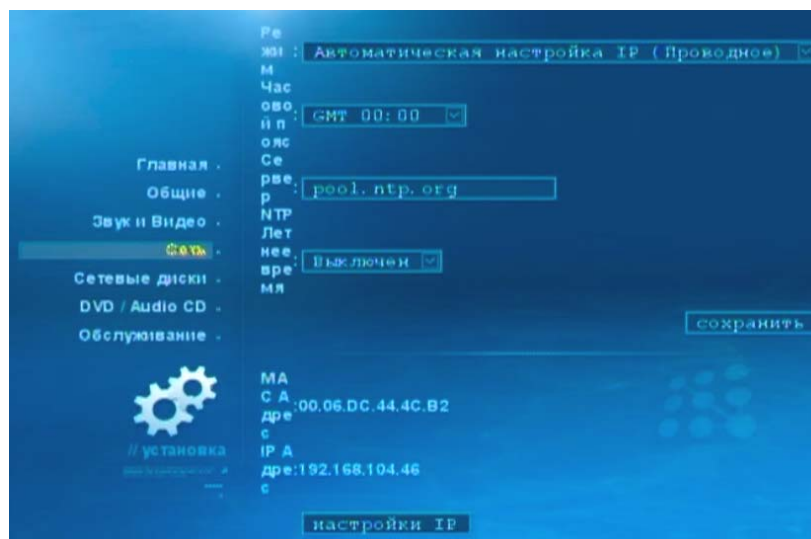 Главная
Общие
Звук и Видео
Сеть
Сетевые диски
DVD / Audio CD
Обслуживание
// установка
Ре
жи
м
:
Автоматическая настройка IP (Проводное)
Час
ово
й п
ояс
:
GMT 00:00
Се
рве
р
NTP
:
pool.ntp.org
Лет
нее
вре
мя
:
Выключен
сохранить
MA
C A
дре
с
:00.06.DC.44.4C.B2
IP A
дре
с
:192.168.104.46
настройки IP